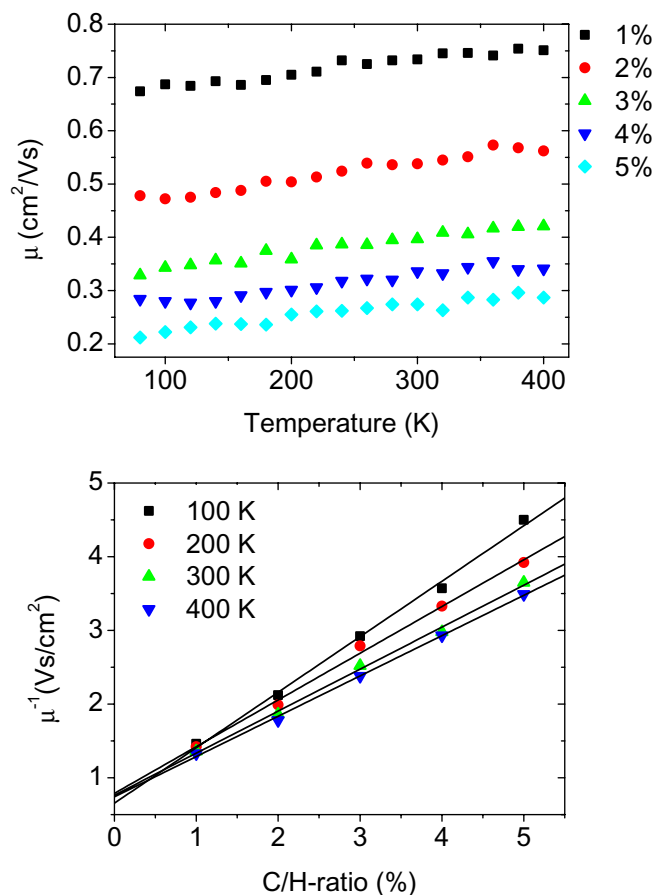 0.8
0.7
0.6
0.5
0.4
0.3
0.2
μ (cm²/Vs)
100 200 300 400
Temperature (K)
1%
2%
3%
4%
5%
5
4
3
2
1
μ⁻¹(Vs/cm²)
100 K
200 K
300 K
400 K
0 1 2 3 4 5
C/H-ratio (%)